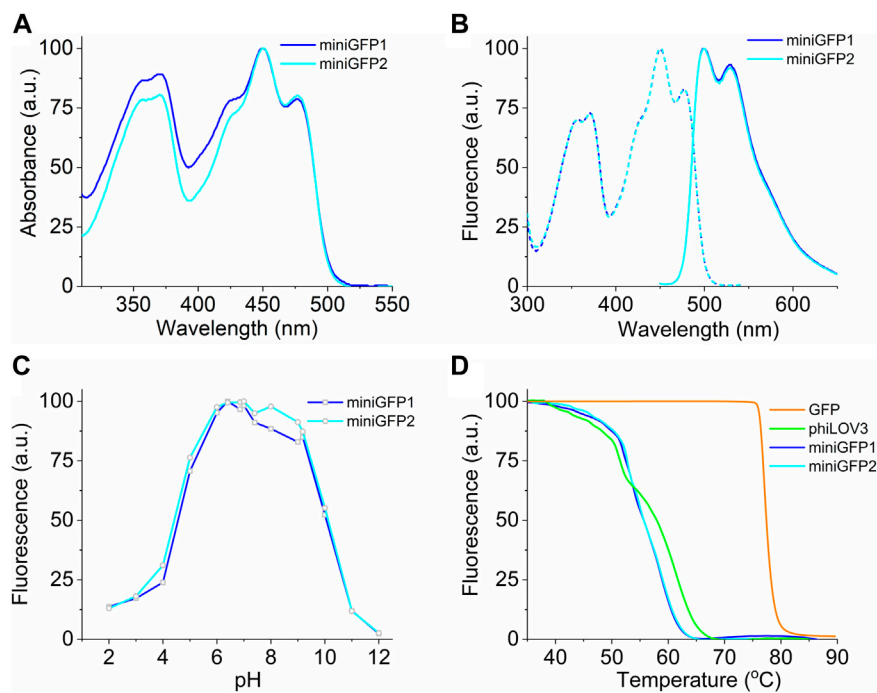 A
miniGFP1
miniGFP2
Absorbance (a.u.)
100
75
50
25
0
350 400 450 500 550
Wavelength (nm)
B
miniGFP1
miniGFP2
Fluorecnce (a.u.)
100
75
50
25
0
300 400 500 600
Wavelength (nm)
C
miniGFP1
miniGFP2
Fluorescence (a.u.)
100
75
50
25
0
2 4 6 8 10 12
pH
D
GFP
phiLOV3
miniGFP1
miniGFP2
Fluorescence (a.u.)
100
75
50
25
0
40 50 60 70 80 90
Temperature (°C)